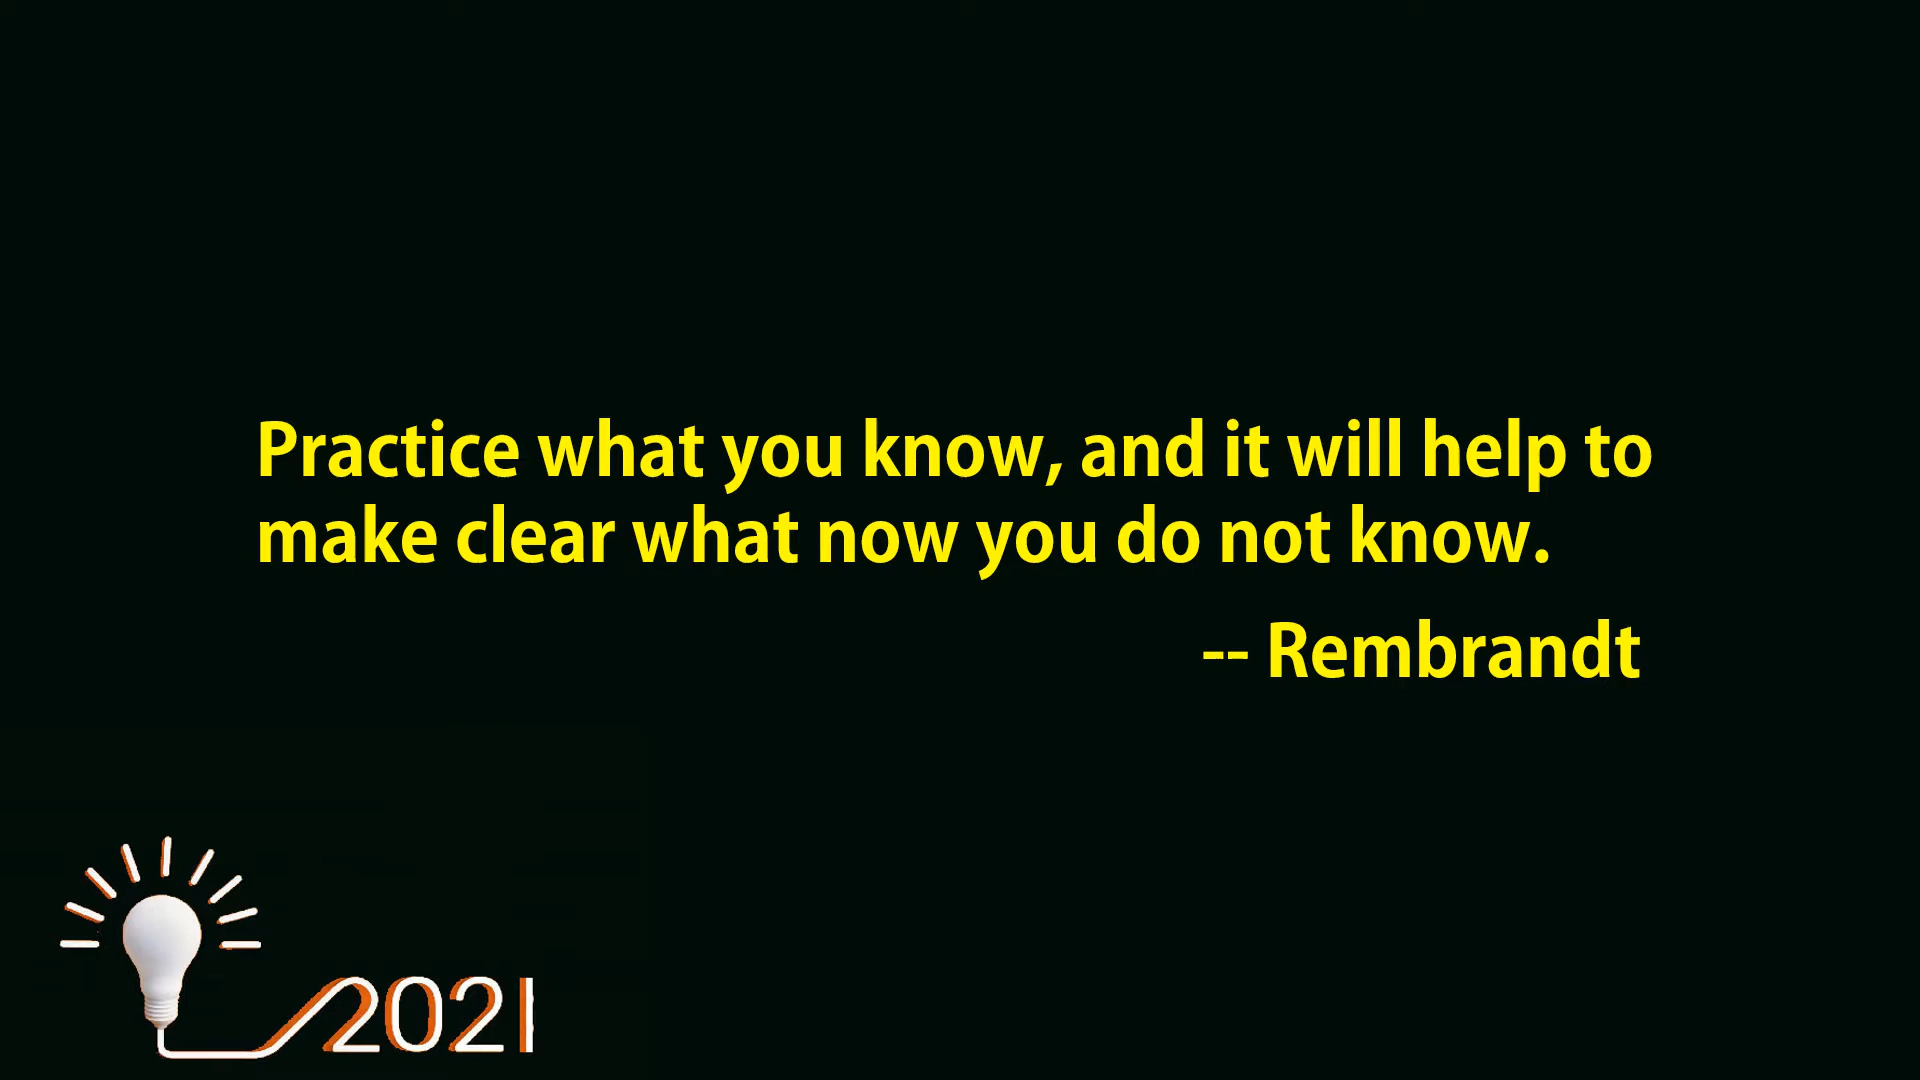 Practice what you know, and it will help to
make clear what now you do not know.
-- Rembrandt
2021